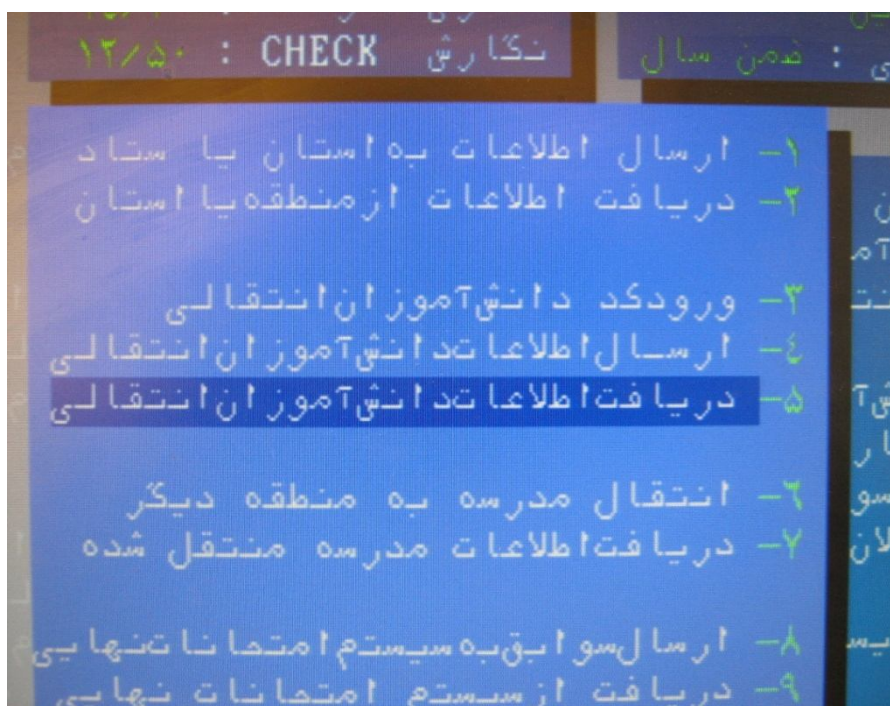 ضمن سال
نگارش CHECK : ۱۳/۵۰
۱- ارسال اطلاعات به استان یا ستاد
۲- دریافت اطلاعات از منطقه یا استان
۳- ورودکد دانش‌آموزان انتقالی
۴- ارسال اطلاعات دانش‌آموزان انتقالی
۵- دریافت اطلاعات دانش‌آموزان انتقالی
۶- انتقال مدرسه به منطقه دیگر
۷- دریافت اطلاعات مدرسه منتقل شده
۸- ارسال سوابق به سیستم امتحانات نهایی
۹- دریافت از سیستم امتحانات نهایی